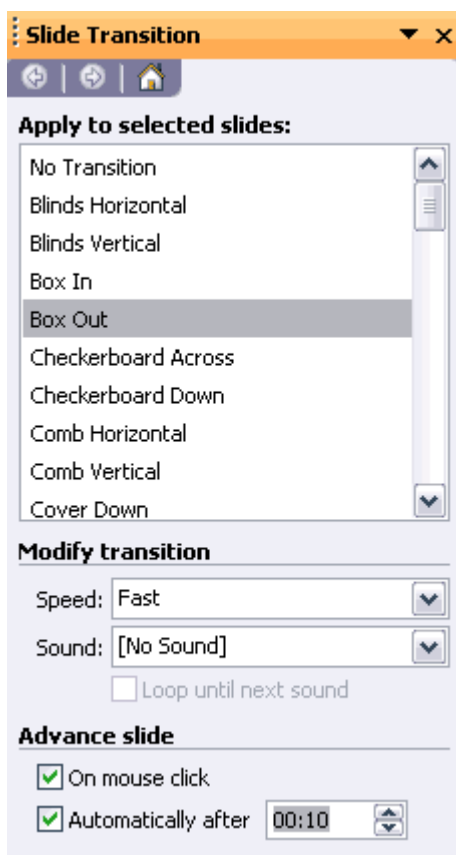 Slide Transition
Apply to selected slides:
No Transition
Blinds Horizontal
Blinds Vertical
Box In
Box Out
Checkerboard Across
Checkerboard Down
Comb Horizontal
Comb Vertical
Cover Down
Modify transition
Speed: Fast
Sound: [No Sound]
Loop until next sound
Advance slide
On mouse click
Automatically after 00:10